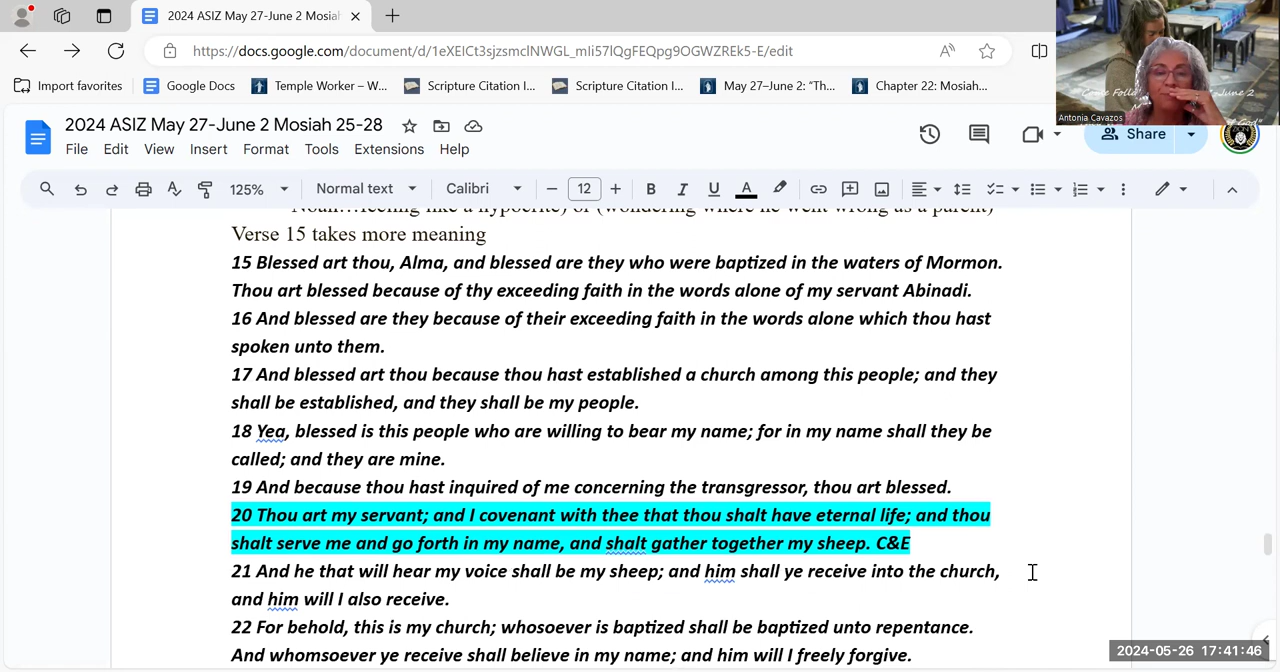 2024 ASIZ May 27-June 2 Mosiah
https://docs.google.com/document/d/1eXEICt3sjzsmclNWGL_mIi57lQgFEQpg9OGWZREk5-E/edit
Import favorites
Google Docs
Temple Worker – W...
Scripture Citation I...
Scripture Citation I...
May 27–June 2: “Th...
Chapter 22: Mosiah...
Antonia Cavazos
2024 ASIZ May 27-June 2 Mosiah 25-28
File Edit View Insert Format Tools Extensions Help
Share
125% Normal text Calibri 12 B I U A
Noah…feeling like a hypocrite) or (wondering where he went wrong as a parent)
Verse 15 takes more meaning
15 Blessed art thou, Alma, and blessed are they who were baptized in the waters of Mormon.
Thou art blessed because of thy exceeding faith in the words alone of my servant Abinadi.
16 And blessed are they because of their exceeding faith in the words alone which thou hast
spoken unto them.
17 And blessed art thou because thou hast established a church among this people; and they
shall be established, and they shall be my people.
18 Yea, blessed is this people who are willing to bear my name; for in my name shall they be
called; and they are mine.
19 And because thou hast inquired of me concerning the transgressor, thou art blessed.
20 Thou art my servant; and I covenant with thee that thou shalt have eternal life; and thou
shalt serve me and go forth in my name, and shalt gather together my sheep. C&E
21 And he that will hear my voice shall be my sheep; and him shall ye receive into the church,
and him will I also receive.
22 For behold, this is my church; whosoever is baptized shall be baptized unto repentance.
And whomsoever ye receive shall believe in my name; and him will I freely forgive.
2024-05-26 17:41:46